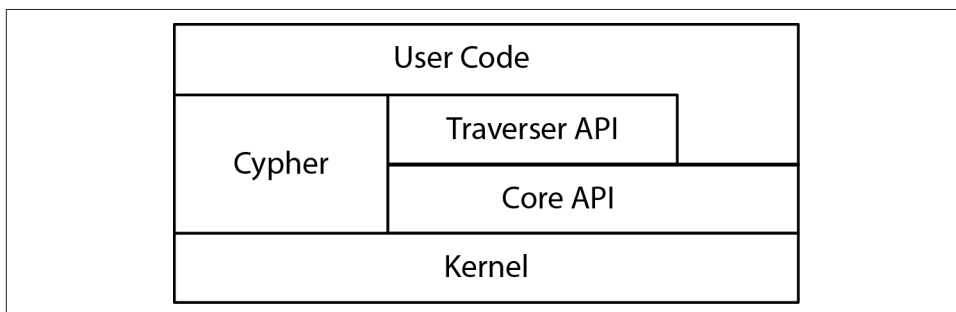 User Code
Traverser API
Cypher
Core API
Kernel